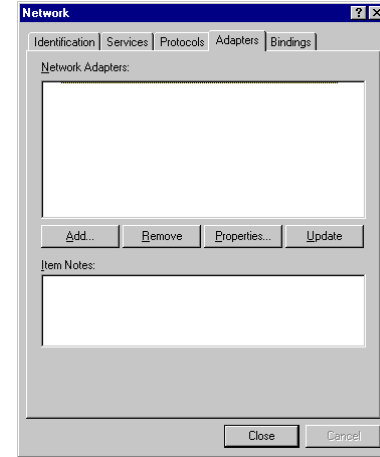 Network
Identification Services Protocols Adapters Bindings
Network Adapters:
Add... Remove Properties... Update
Item Notes:
Close Cancel